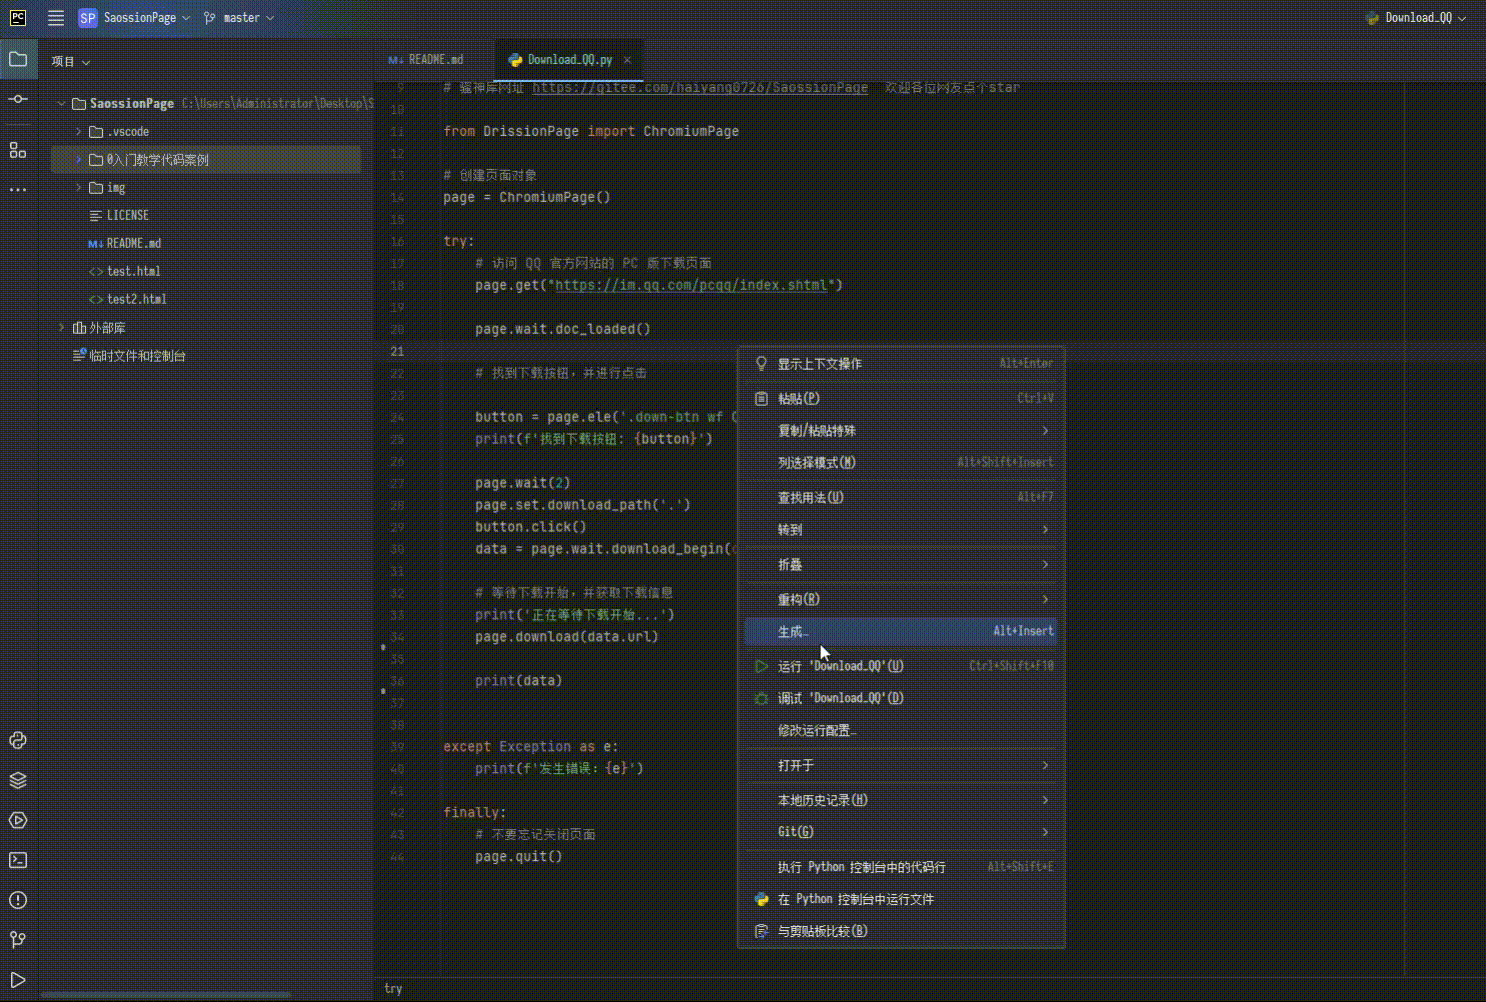 PC SP SaossionPage master Download_QQ
项目 README.md Download_QQ.py
SaossionPage C:\Users\Administrator\Desktop\S
.vscode
0入门教学代码案例
img
LICENSE
README.md
test.html
test2.html
外部库
临时文件和控制台
9 # 骚神库网址 https://gitee.com/haiyang0726/SaossionPage 欢迎各位网友点个star
10
11 from DrissionPage import ChromiumPage
12
13 # 创建页面对象
14 page = ChromiumPage()
15
16 try:
17 # 访问 QQ 官方网站的 PC 版下载页面
18 page.get("https://im.qq.com/pcqq/index.shtml")
19
20 page.wait.doc_loaded()
21
22 # 找到下载按钮，并进行点击
23
24 button = page.ele('.down-btn wf
25 print(f'找到下载按钮: {button}')
26
27 page.wait(2)
28 page.set.download_path('.')
29 button.click()
30 data = page.wait.download_begin(
31
32 # 等待下载开始，并获取下载信息
33 print('正在等待下载开始...')
34 page.download(data.url)
35
36 print(data)
37
38
39 except Exception as e:
40 print(f'发生错误: {e}')
41
42 finally:
43 # 不要忘记关闭页面
44 page.quit()
显示上下文操作 Alt+Enter
粘贴(P) Ctrl+V
复制/粘贴特殊
列选择模式(M) Alt+Shift+Insert
查找用法(U) Alt+F7
转到
折叠
重构(R)
生成... Alt+Insert
运行 'Download_QQ'(U) Ctrl+Shift+F10
调试 'Download_QQ'(D)
修改运行配置...
打开于
本地历史记录(H)
Git(G)
执行 Python 控制台中的代码行 Alt+Shift+E
在 Python 控制台中运行文件
与剪贴板比较(B)
try